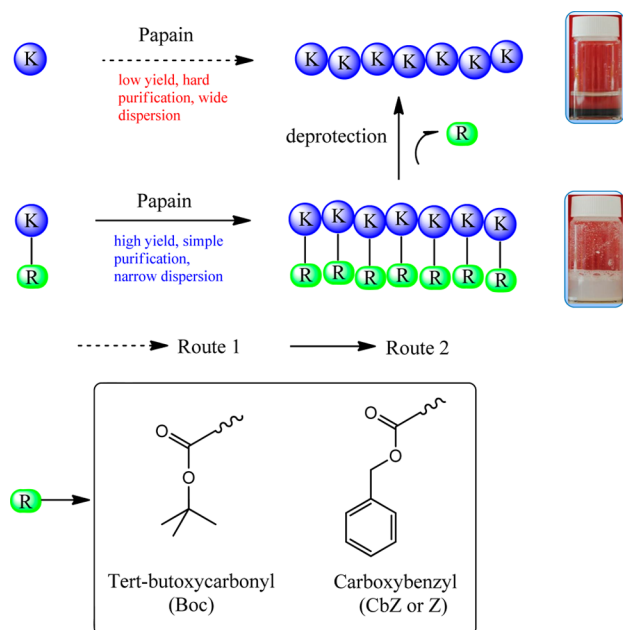 K
Papain
low yield, hard
purification, wide
dispersion
K K K K K K K
deprotection
R
K
R
Papain
high yield, simple
purification,
narrow dispersion
K K K K K K K
R R R R R R R
Route 1
Route 2
R
O
O
O
O
Tert-butoxycarbonyl
(Boc)
Carboxybenzyl
(CbZ or Z)